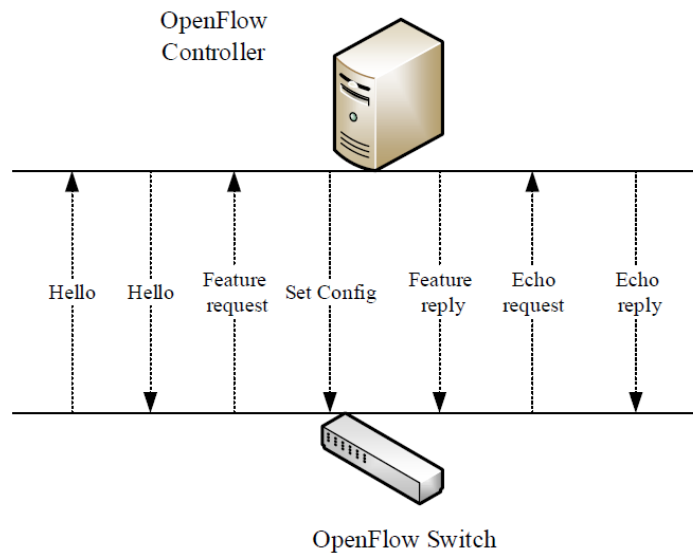 OpenFlow
Controller
Hello
Hello
Feature
request
Set Config
Feature
reply
Echo
request
Echo
reply
OpenFlow Switch